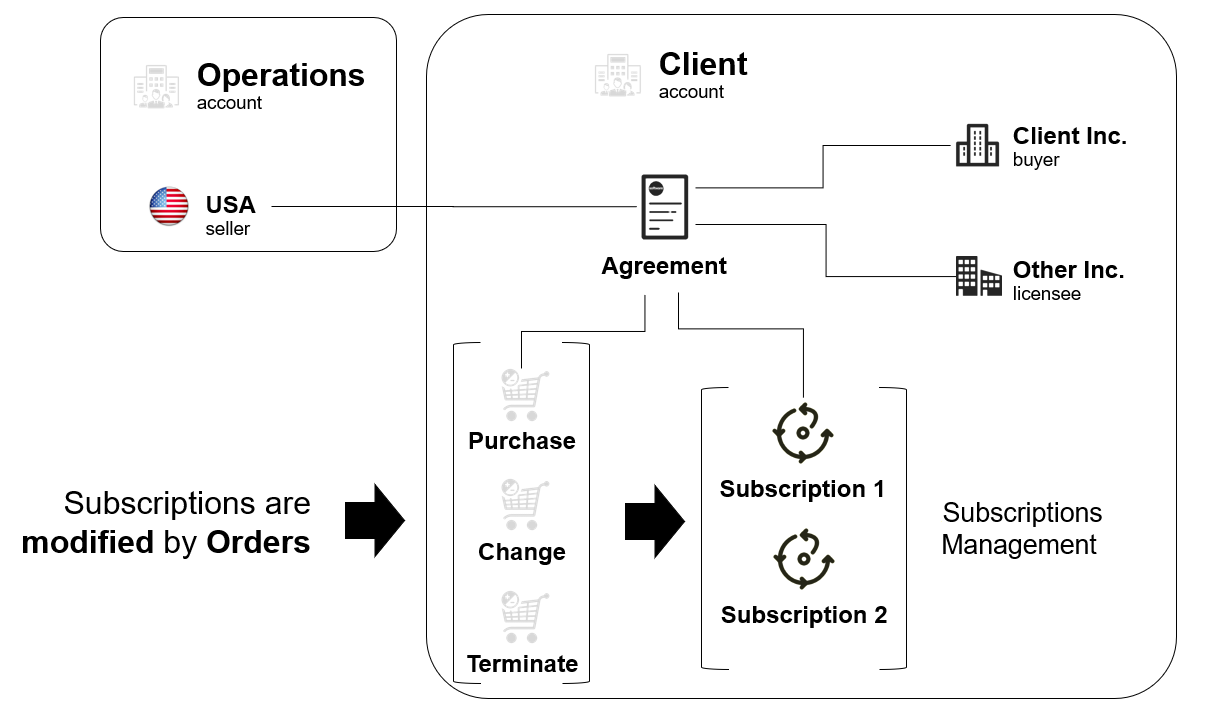 Operations
account
USA
seller
Client
account
Client Inc.
buyer
Agreement
Other Inc.
licensee
Subscriptions are
modified by Orders
Purchase
Change
Terminate
Subscription 1
Subscription 2
Subscriptions
Management